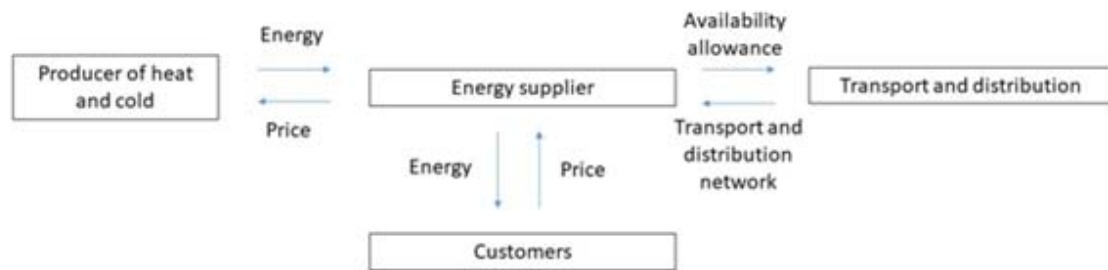 Energy
Producer of heat
and cold
Price
Energy supplier
Availability
allowance
Transport and
distribution
network
Transport and distribution
Energy
Price
Customers